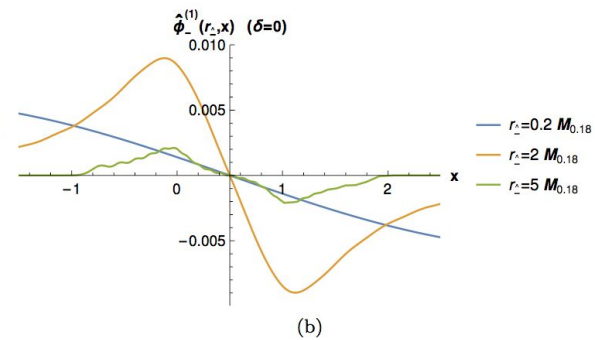 ϕ̂₋⁽¹⁾(r₋̂,x) (δ=0)
0.010
0.005
-1 0 1 2 x
-0.005
r₋̂=0.2 M₀.₁₈
r₋̂=2 M₀.₁₈
r₋̂=5 M₀.₁₈
(b)